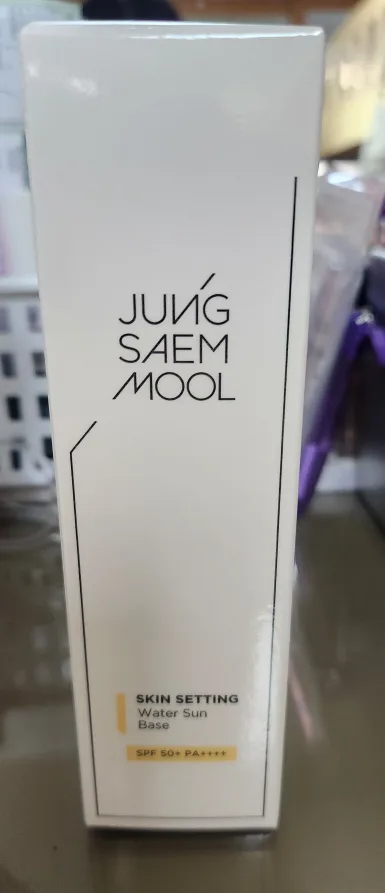 JUNG
SAEM
MOOL
SKIN SETTING
Water Sun
Base
SPF 50+ PA++++